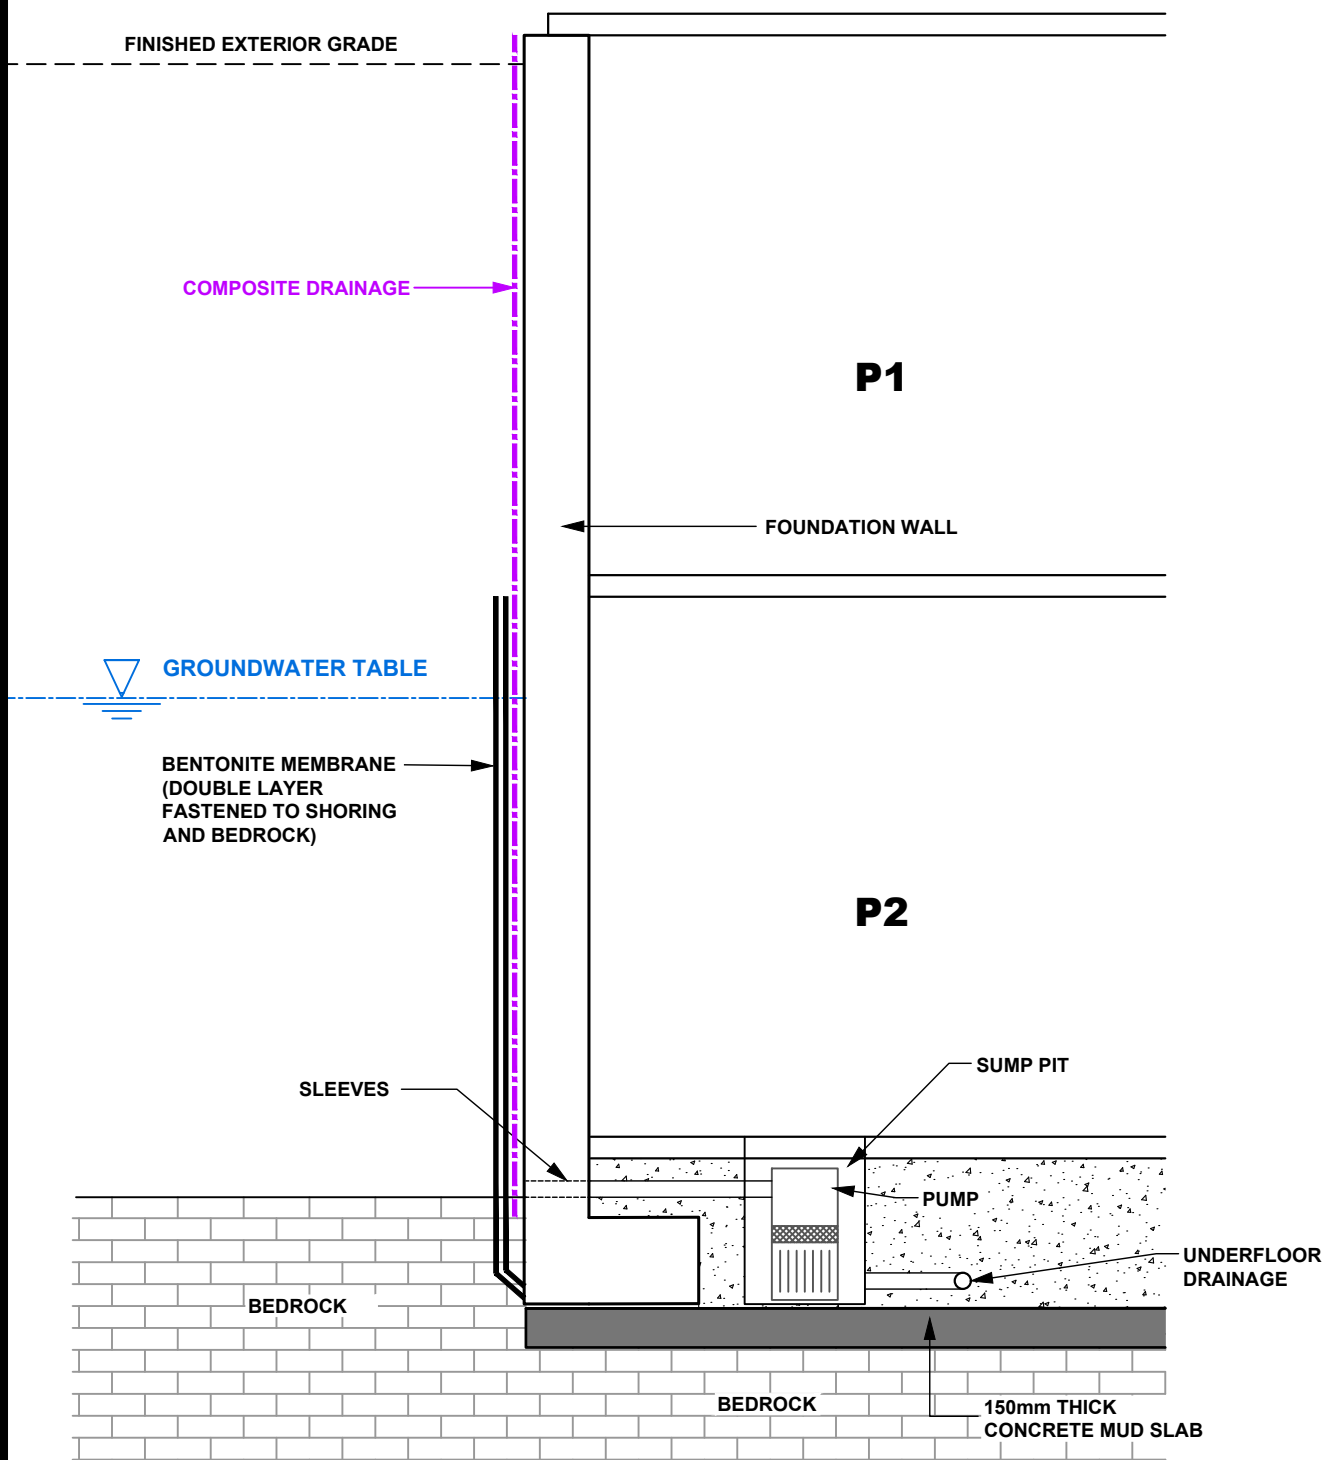 FINISHED EXTERIOR GRADE
COMPOSITE DRAINAGE
P1
FOUNDATION WALL
GROUNDWATER TABLE
BENTONITE MEMBRANE
(DOUBLE LAYER
FASTENED TO SHORING
AND BEDROCK)
P2
SUMP PIT
SLEEVES
PUMP
UNDERFLOOR
DRAINAGE
BEDROCK
BEDROCK
150mm THICK
CONCRETE MUD SLAB